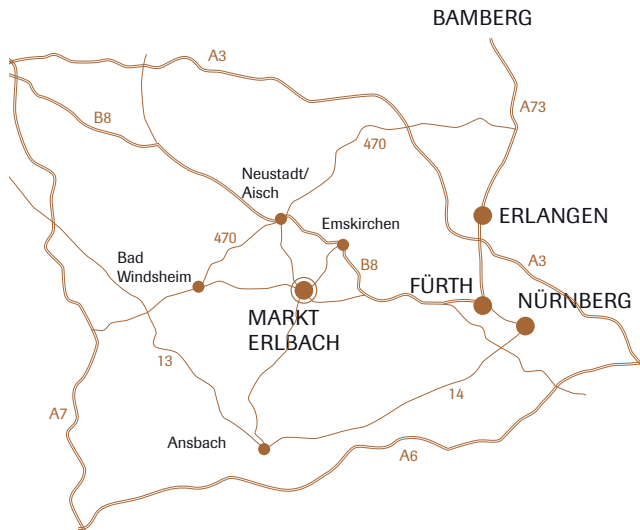 BAMBERG
A3
A73
B8
470
Neustadt/
Aisch
Emskirchen
ERLANGEN
470
Bad
Windsheim
B8
A3
FÜRTH
NÜRNBERG
MARKT
ERLBACH
13
14
A7
Ansbach
A6